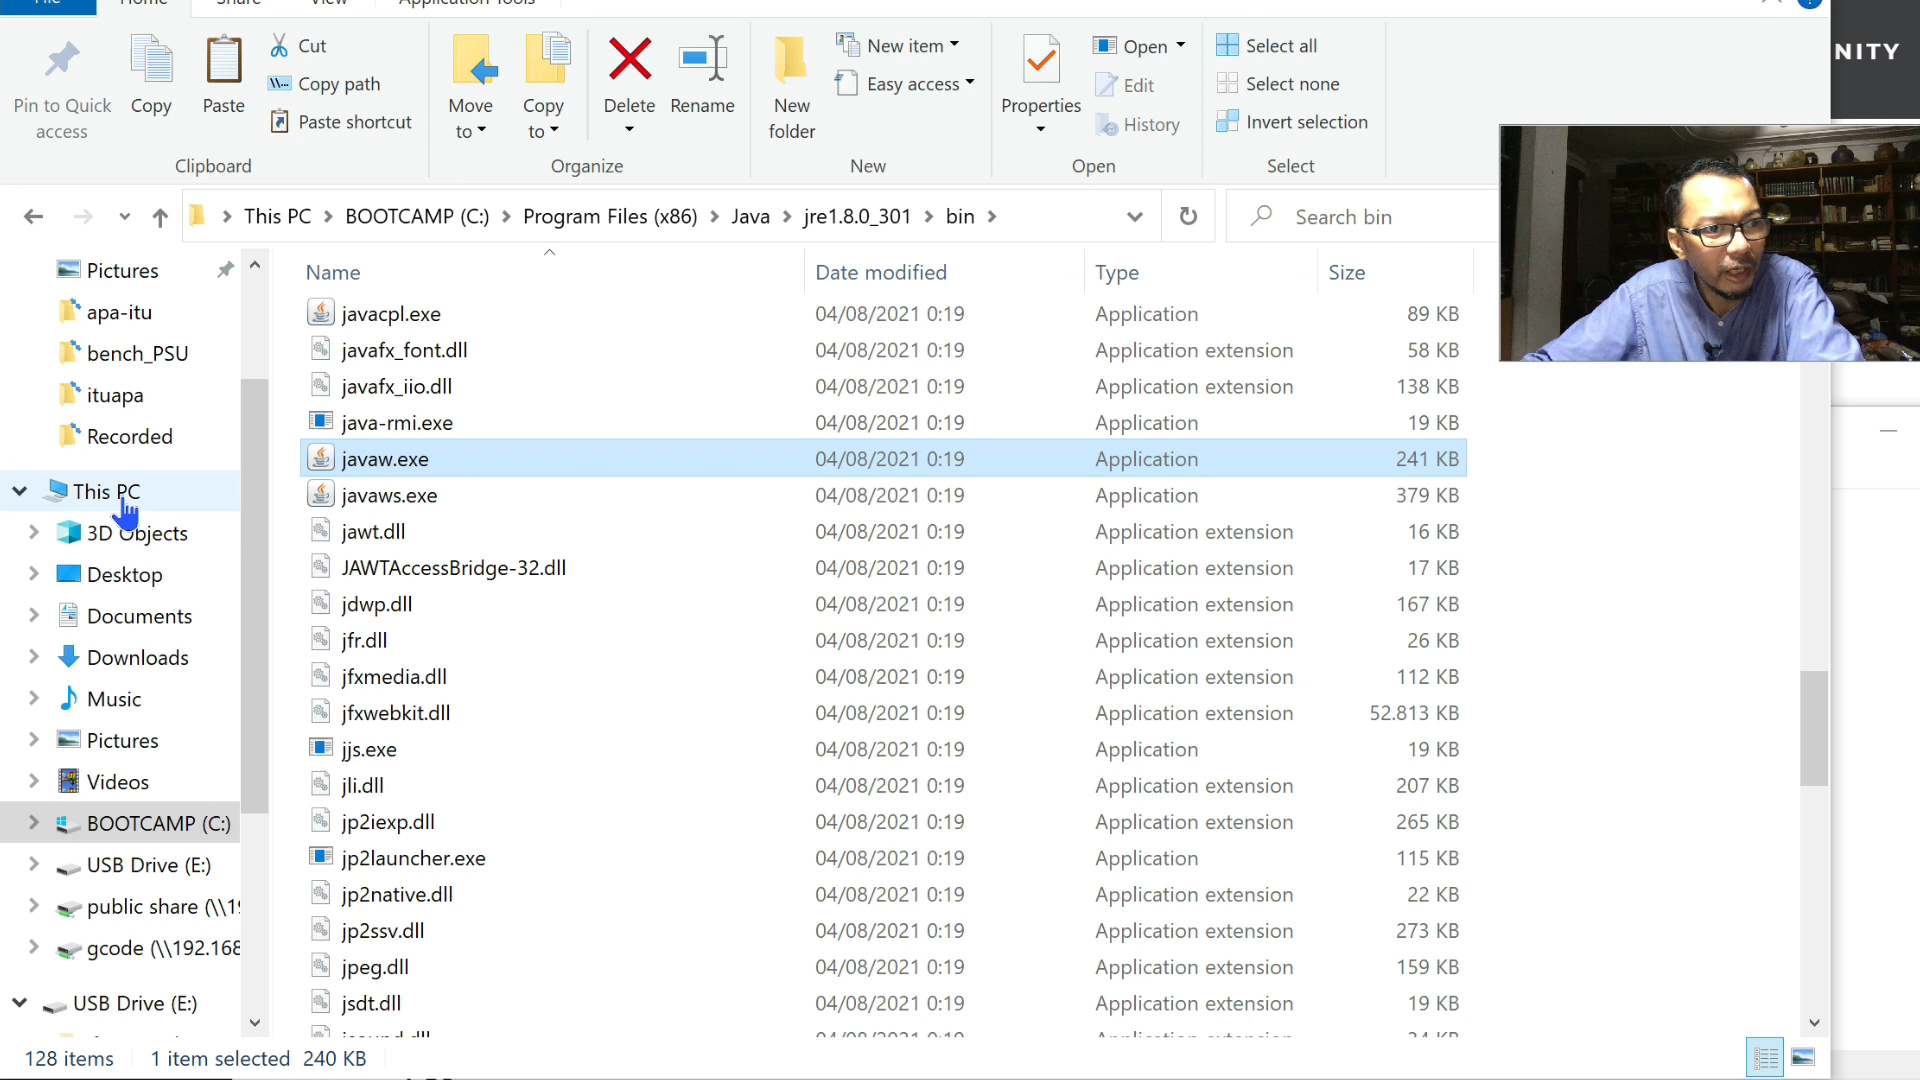 File Home Share View Application Tools
NITY
Pin to Quick access
Copy
Paste
Cut
Copy path
Paste shortcut
Clipboard
Move to
Copy to
Delete
Rename
Organize
New folder
New item
Easy access
New
Properties
Open
Edit
History
Open
Select all
Select none
Invert selection
Select
This PC > BOOTCAMP (C:) > Program Files (x86) > Java > jre1.8.0_301 > bin >
Search bin
Pictures
apa-itu
bench_PSU
ituapa
Recorded
This PC
3D Objects
Desktop
Documents
Downloads
Music
Pictures
Videos
BOOTCAMP (C:)
USB Drive (E:)
public share (\\19
gcode (\\192.168
USB Drive (E:)
Name Date modified Type Size
javacpl.exe 04/08/2021 0:19 Application 89 KB
javafx_font.dll 04/08/2021 0:19 Application extension 58 KB
javafx_iio.dll 04/08/2021 0:19 Application extension 138 KB
java-rmi.exe 04/08/2021 0:19 Application 19 KB
javaw.exe 04/08/2021 0:19 Application 241 KB
javaws.exe 04/08/2021 0:19 Application 379 KB
jawt.dll 04/08/2021 0:19 Application extension 16 KB
JAWTAccessBridge-32.dll 04/08/2021 0:19 Application extension 17 KB
jdwp.dll 04/08/2021 0:19 Application extension 167 KB
jfr.dll 04/08/2021 0:19 Application extension 26 KB
jfxmedia.dll 04/08/2021 0:19 Application extension 112 KB
jfxwebkit.dll 04/08/2021 0:19 Application extension 52.813 KB
jjs.exe 04/08/2021 0:19 Application 19 KB
jli.dll 04/08/2021 0:19 Application extension 207 KB
jp2iexp.dll 04/08/2021 0:19 Application extension 265 KB
jp2launcher.exe 04/08/2021 0:19 Application 115 KB
jp2native.dll 04/08/2021 0:19 Application extension 22 KB
jp2ssv.dll 04/08/2021 0:19 Application extension 273 KB
jpeg.dll 04/08/2021 0:19 Application extension 159 KB
jsdt.dll 04/08/2021 0:19 Application extension 19 KB
128 items 1 item selected 240 KB